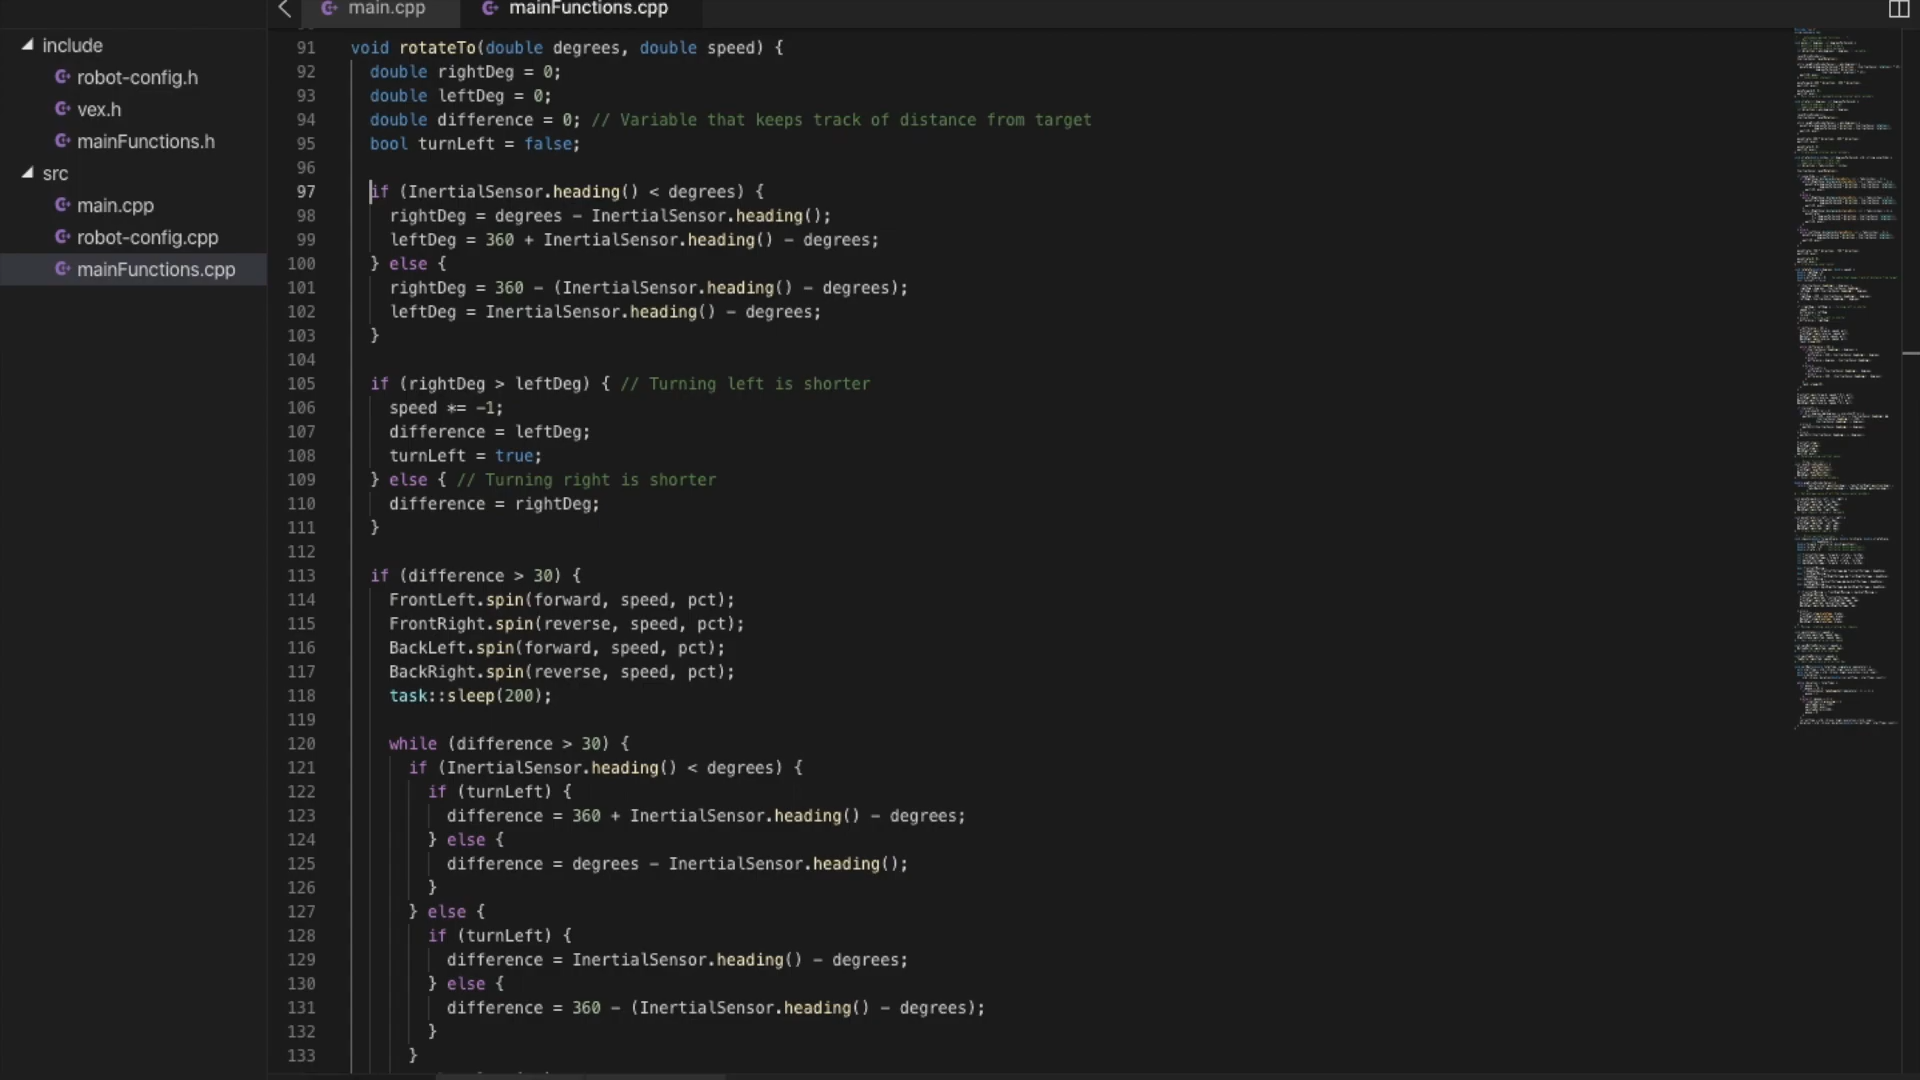 main.cpp
mainFunctions.cpp
include
robot-config.h
vex.h
mainFunctions.h
src
main.cpp
robot-config.cpp
mainFunctions.cpp
91 void rotateTo(double degrees, double speed) {
92 double rightDeg = 0;
93 double leftDeg = 0;
94 double difference = 0; // Variable that keeps track of distance from target
95 bool turnLeft = false;
96
97 if (InertialSensor.heading() < degrees) {
98 rightDeg = degrees - InertialSensor.heading();
99 leftDeg = 360 + InertialSensor.heading() - degrees;
100 } else {
101 rightDeg = 360 - (InertialSensor.heading() - degrees);
102 leftDeg = InertialSensor.heading() - degrees;
103 }
104
105 if (rightDeg > leftDeg) { // Turning left is shorter
106 speed *= -1;
107 difference = leftDeg;
108 turnLeft = true;
109 } else { // Turning right is shorter
110 difference = rightDeg;
111 }
112
113 if (difference > 30) {
114 FrontLeft.spin(forward, speed, pct);
115 FrontRight.spin(reverse, speed, pct);
116 BackLeft.spin(forward, speed, pct);
117 BackRight.spin(reverse, speed, pct);
118 task::sleep(200);
119
120 while (difference > 30) {
121 if (InertialSensor.heading() < degrees) {
122 if (turnLeft) {
123 difference = 360 + InertialSensor.heading() - degrees;
124 } else {
125 difference = degrees - InertialSensor.heading();
126 }
127 } else {
128 if (turnLeft) {
129 difference = InertialSensor.heading() - degrees;
130 } else {
131 difference = 360 - (InertialSensor.heading() - degrees);
132 }
133 }